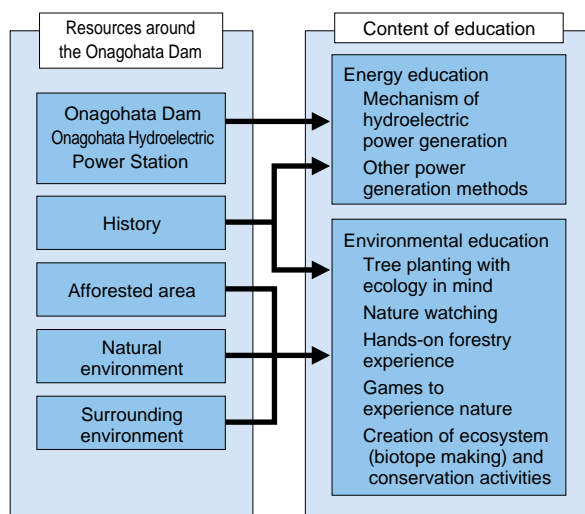 Resources around
the Onagohata Dam
Onagohata Dam
Onagohata Hydroelectric
Power Station
History
Afforested area
Natural
environment
Surrounding
environment
Content of education
Energy education
Mechanism of
hydroelectric
power generation
Other power
generation methods
Environmental education
Tree planting with
ecology in mind
Nature watching
Hands-on forestry
experience
Games to
experience nature
Creation of ecosystem
(biotope making) and
conservation activities